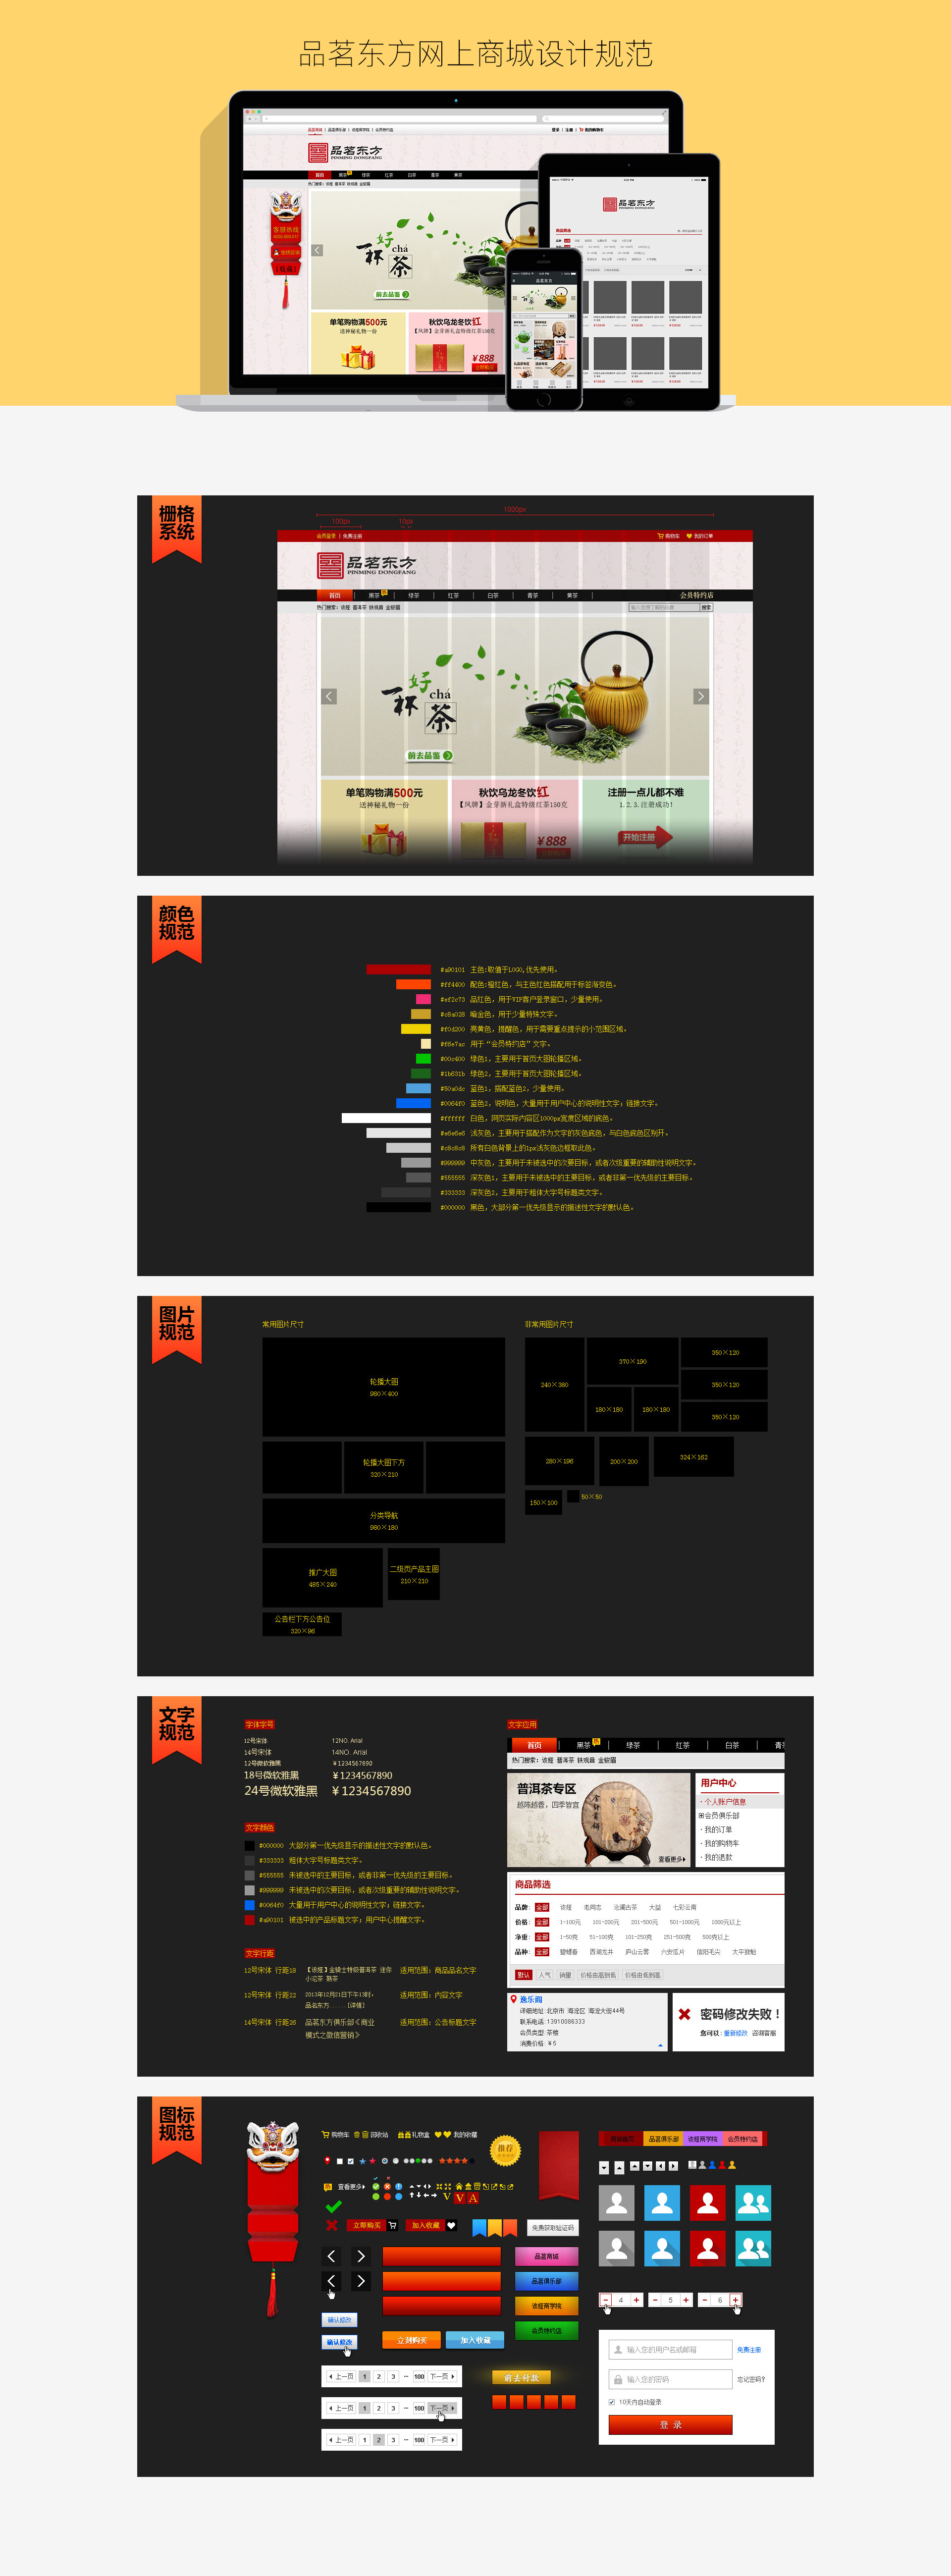 品茗东方网上商城设计规范
品茗东方
PINMING DONGFANG
首页 黑茶 绿茶 红茶 白茶 青茶 黄茶
客服热线
收藏
一杯好茶
chá
前去品鉴
单笔购物满500元
送神秘礼物一份
秋饮乌龙冬饮红
【凤牌】金芽新礼盒特级红茶150克
¥888
品茗东方
栅格
系统
1000px
100px 10px
会员登录 | 免费注册 购物车 我的订单
品茗东方
PINMING DONGFANG
首页 黑茶 绿茶 红茶 白茶 青茶 黄茶 会员特约店
搜索
一杯好茶
chá
前去品鉴
单笔购物满500元
送神秘礼物一份
秋饮乌龙冬饮红
【凤牌】金芽新礼盒特级红茶150克
¥888
注册一点儿都不难
1.2.3.注册成功!
开始注册
颜色
规范
#a90101 主色:取值于LOGO,优先使用。
#ff4400 配色:橘红色,与主色红色搭配用于标签渐变色。
#ef2c73 品红色,用于VIP客户登录窗口,少量使用。
#c8a028 暗金色,用于少量特殊文字。
#f0d200 亮黄色,提醒色,用于需要重点提示的小范围区域。
#f6e7ac 用于“会员特约店”文字。
#00c400 绿色1,主要用于首页大图轮播区域。
#1b631b 绿色2,主要用于首页大图轮播区域。
#50a0dc 蓝色1,搭配蓝色2,少量使用。
#0064f0 蓝色2,说明色,大量用于用户中心的说明性文字;链接文字。
#ffffff 白色,网页实际内容区1000px宽度区域的底色。
#e6e6e6 浅灰色,主要用于搭配作为文字的灰色底色,与白色底色区别开。
#c8c8c8 所有白色背景上的1px浅灰色边框取此色。
#999999 中灰色,主要用于未被选中的次要目标,或者次级重要的辅助性说明文字。
#555555 深灰色1,主要用于未被选中的主要目标,或者非第一优先级的主要目标。
#333333 深灰色2,主要用于粗体大字号标题类文字。
#000000 黑色,大部分第一优先级显示的描述性文字的默认色。
图片
规范
常用图片尺寸
轮播大图
980×400
轮播大图下方
320×210
分类导航
980×180
推广大图
485×240
二级页产品主图
210×210
公告栏下方公告位
320×96
非常用图片尺寸
240×380
370×190
350×120
350×120
180×180 180×180
350×120
280×196
200×200
324×162
150×100
50×50
文字
规范
字体字号
12号宋体 12NO. Arial
14号宋体 14NO. Arial
12号微软雅黑 ¥1234567890
18号微软雅黑 ¥1234567890
24号微软雅黑 ¥1234567890
文字颜色
#000000 大部分第一优先级显示的描述性文字的默认色。
#333333 粗体大字号标题类文字。
#555555 未被选中的主要目标,或者非第一优先级的主要目标。
#999999 未被选中的次要目标,或者次级重要的辅助性说明文字。
#0064f0 大量用于用户中心的说明性文字;链接文字。
#a90101 被选中的产品标题文字;用户中心提醒文字。
文字行距
12号宋体 行距18 适用范围:商品品名文字
12号宋体 行距22 2013年12月21日下午13时, 适用范围:内容文字
品名东方......[详情]
14号宋体 行距26 品茗东方俱乐部《商业 适用范围:公告标题文字
模式之微信营销》
文字应用
首页 黑茶 绿茶 红茶 白茶
普洱茶专区
越陈越香,四季皆宜
查看更多
用户中心
·个人账户信息
会员俱乐部
·我的订单
·我的购物车
·我的退款
商品筛选
品牌: 全部 老同志 沧澜古茶 大益 七彩云南
价格: 全部 1-100元 101-200元 201-500元 501-1000元 1000元以上
净重: 全部 1-50克 51-100克 101-250克 251-500克 500克以上
品种: 全部 碧螺春 西湖龙井 庐山云雾 六安瓜片 信阳毛尖 太平猴魁
默认 人气 销量 价格由高到低 价格由低到高
逸乐阁
详细地址:北京市 海淀区 海淀大街44号
联系电话:13910086333
会员类型:茶楼
消费价格:¥5
密码修改失败!
您可以:重新修改 咨询客服
图标
规范
购物车 回收站 礼物盒 我的收藏
推荐
查看更多
立即购买 加入收藏
免费获取验证码
品茗商城
品茗俱乐部
会员特约店
确认修改
确认修改
立刻购买 加入收藏
前去付款
上一页 1 2 3 ... 100 下一页
上一页 1 2 3 ... 100 下一页
上一页 1 2 3 ... 100 下一页
品茗俱乐部 会员特约店
- 4 + - 5 + - 6 +
输入您的用户名或邮箱 免费注册
输入您的密码 忘记密码?
10天内自动登录
登 录